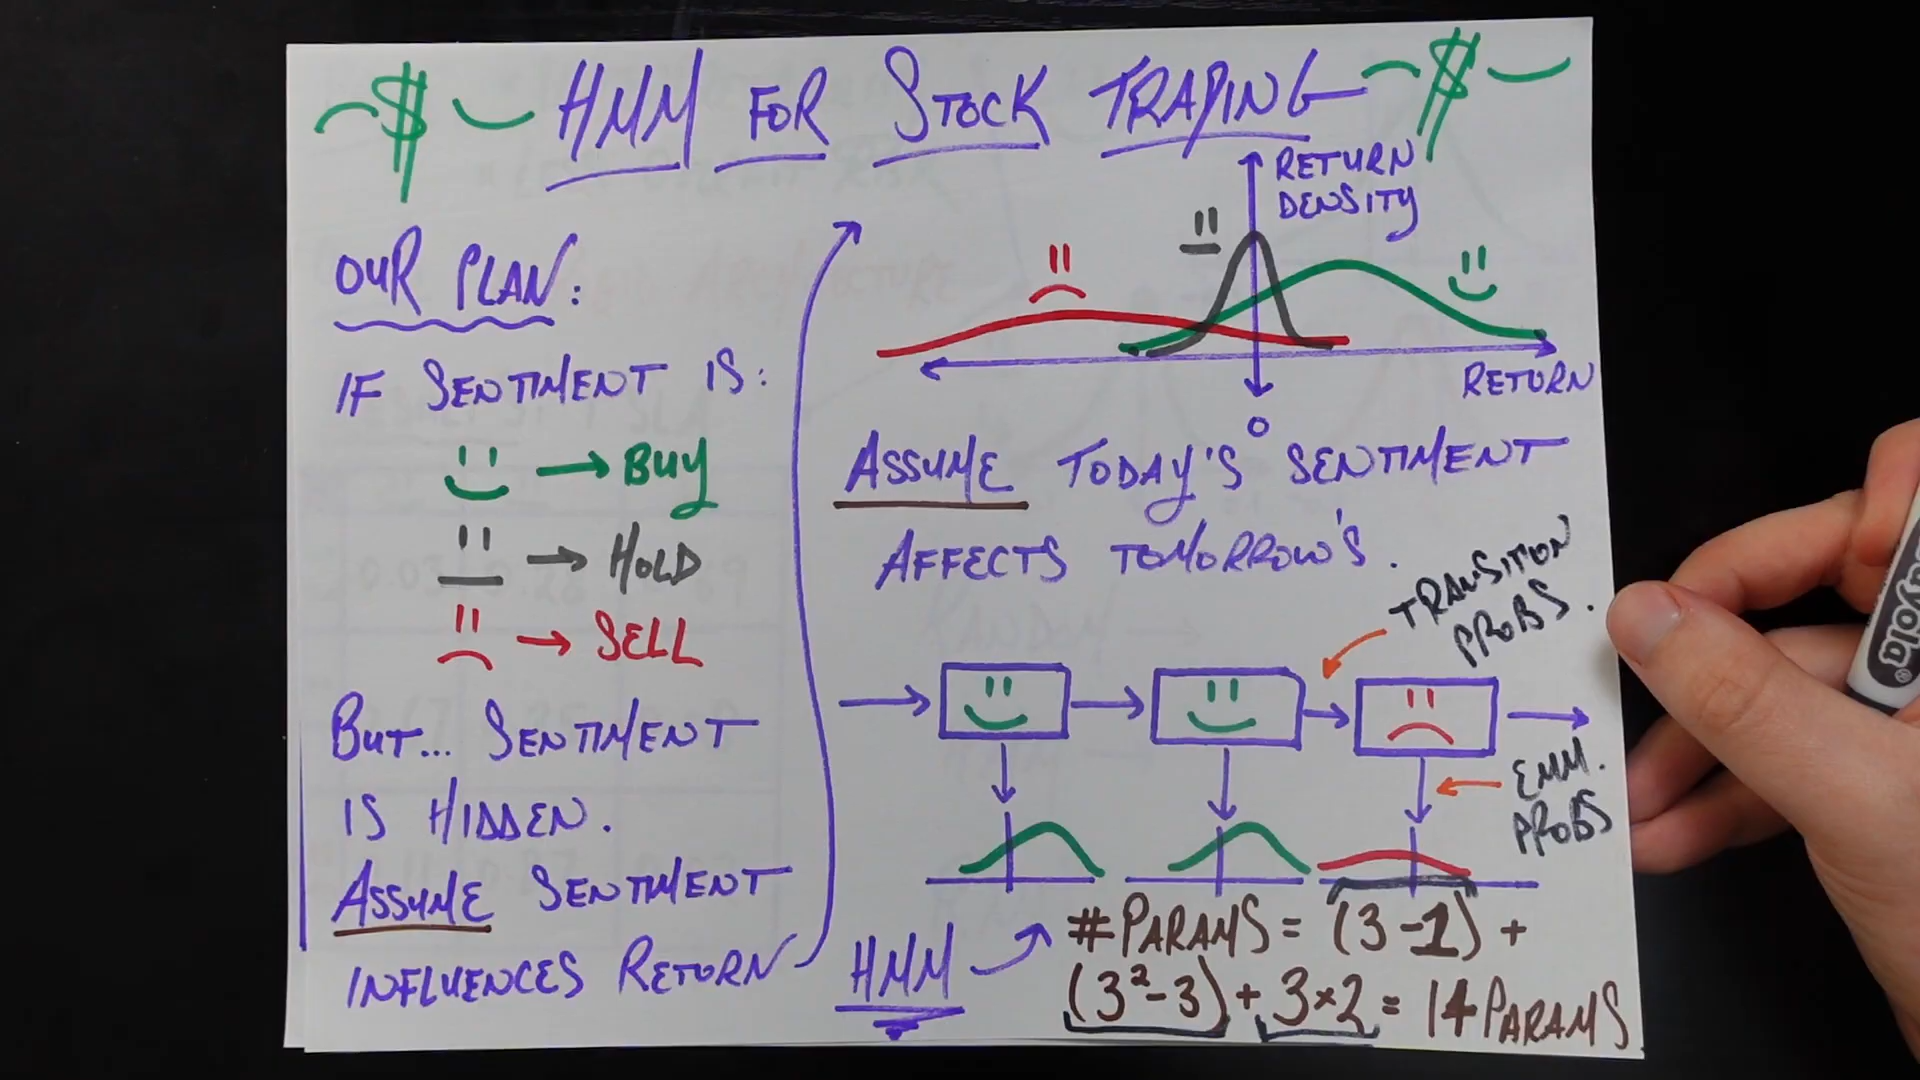 $ HMM FOR STOCK TRADING $
OUR PLAN:
IF SENTIMENT IS:
→ BUY
→ HOLD
→ SELL
BUT... SENTIMENT
IS HIDDEN.
ASSUME SENTIMENT
INFLUENCES RETURN
RETURN
DENSITY
RETURN
0
ASSUME TODAY'S SENTIMENT
AFFECTS TOMORROW'S.
TRANSITION
PROBS.
EMM.
PROBS
HMM
#PARAMS = (3-1) +
(3²-3) + 3×2 = 14 PARAMS
Crayola®